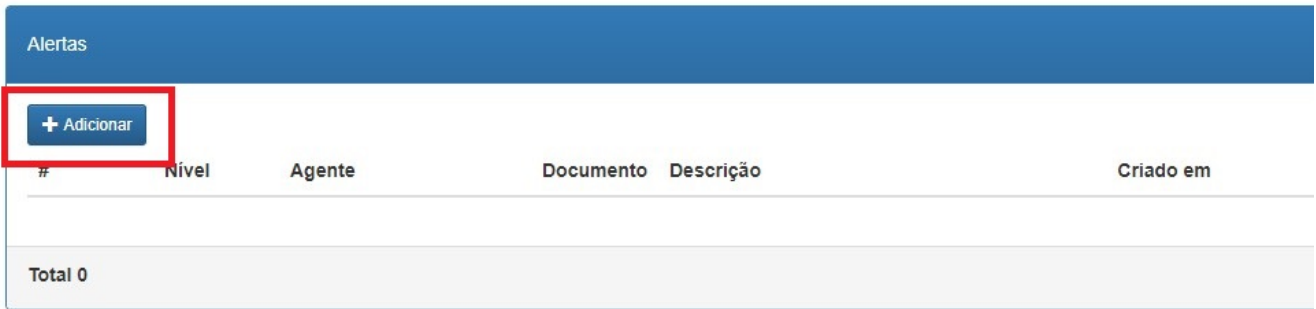 Alertas
Adicionar
# Nível Agente Documento Descrição Criado em
Total 0